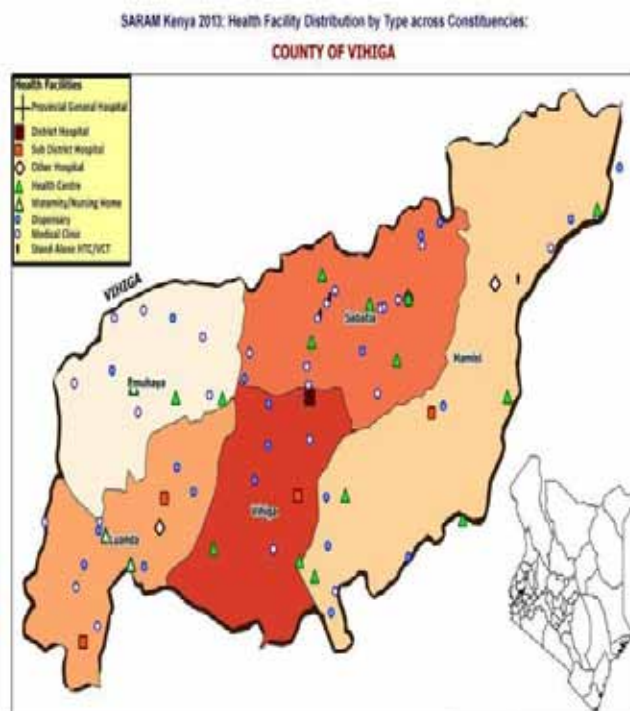 SARAM Kenya 2013: Health Facility Distribution by Type across Constituencies:
COUNTY OF VIHIGA
Health Facilities
Provincial General Hospital
District Hospital
Sub District Hospital
Other Hospital
Health Centre
Maternity/Nursing Home
Dispensary
Medical Clinic
Stand Alone HTC/VCT
VIHIGA
Sabatia
Emuhaya
Hamisi
Vihiga
Luanda